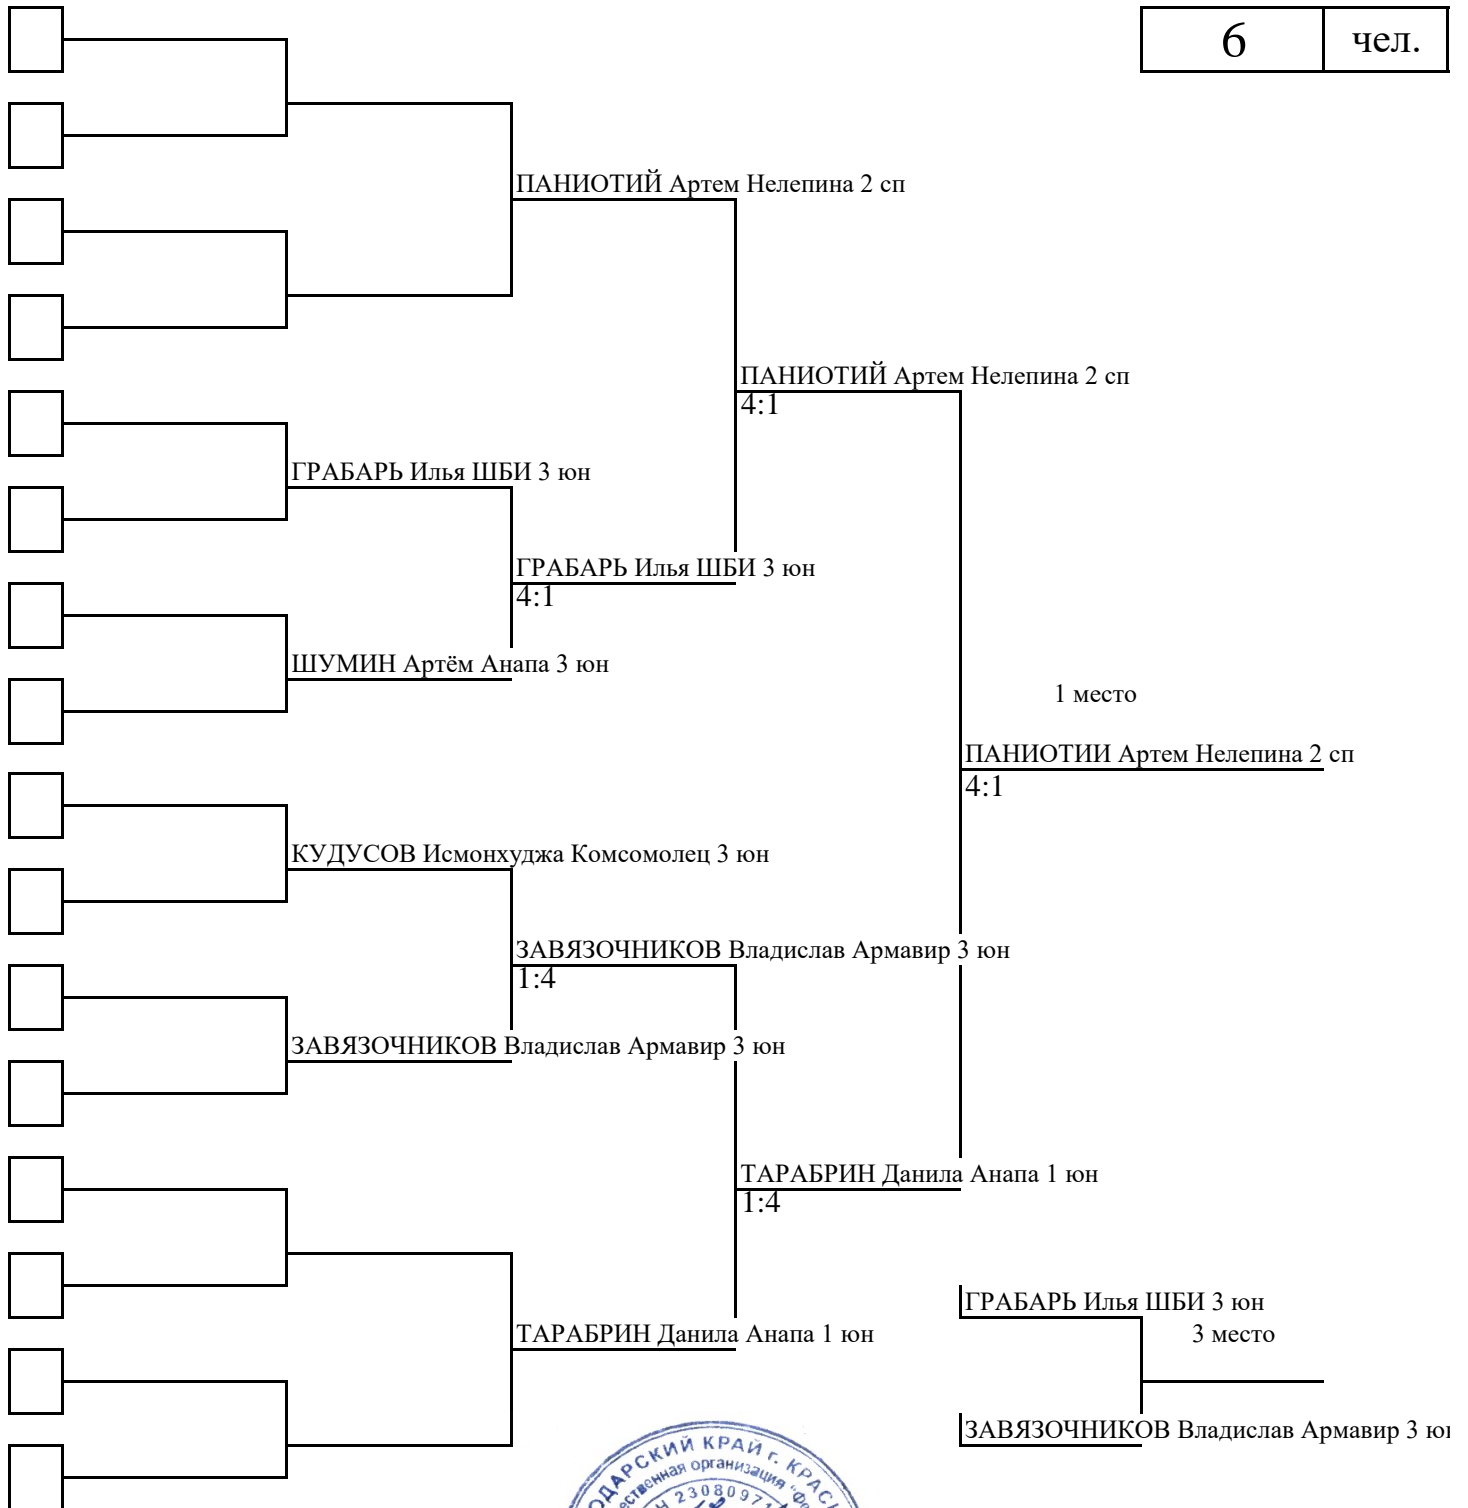 6 чел.
ПАНИОТИЙ Артем Нелепина 2 сп
ПАНИОТИЙ Артем Нелепина 2 сп
4:1
ГРАБАРЬ Илья ШБИ 3 юн
ГРАБАРЬ Илья ШБИ 3 юн
4:1
ШУМИН Артём Анапа 3 юн
1 место
ПАНИОТИИ Артем Нелепина 2 сп
4:1
КУДУСОВ Исмонхуджа Комсомолец 3 юн
ЗАВЯЗОЧНИКОВ Владислав Армавир 3 юн
1:4
ЗАВЯЗОЧНИКОВ Владислав Армавир 3 юн
ТАРАБРИН Данила Анапа 1 юн
1:4
ГРАБАРЬ Илья ШБИ 3 юн
ТАРАБРИН Данила Анапа 1 юн
3 место
ЗАВЯЗОЧНИКОВ Владислав Армавир 3 юн
КРАЙ г.
организация